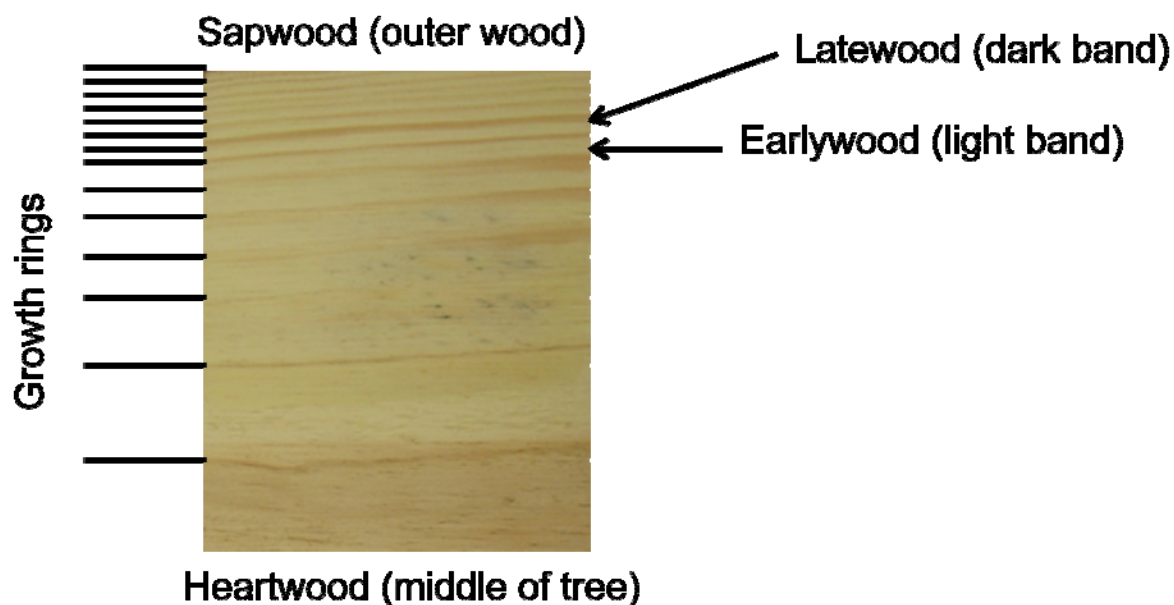 Sapwood (outer wood)
Latewood (dark band)
Earlywood (light band)
Growth rings
Heartwood (middle of tree)